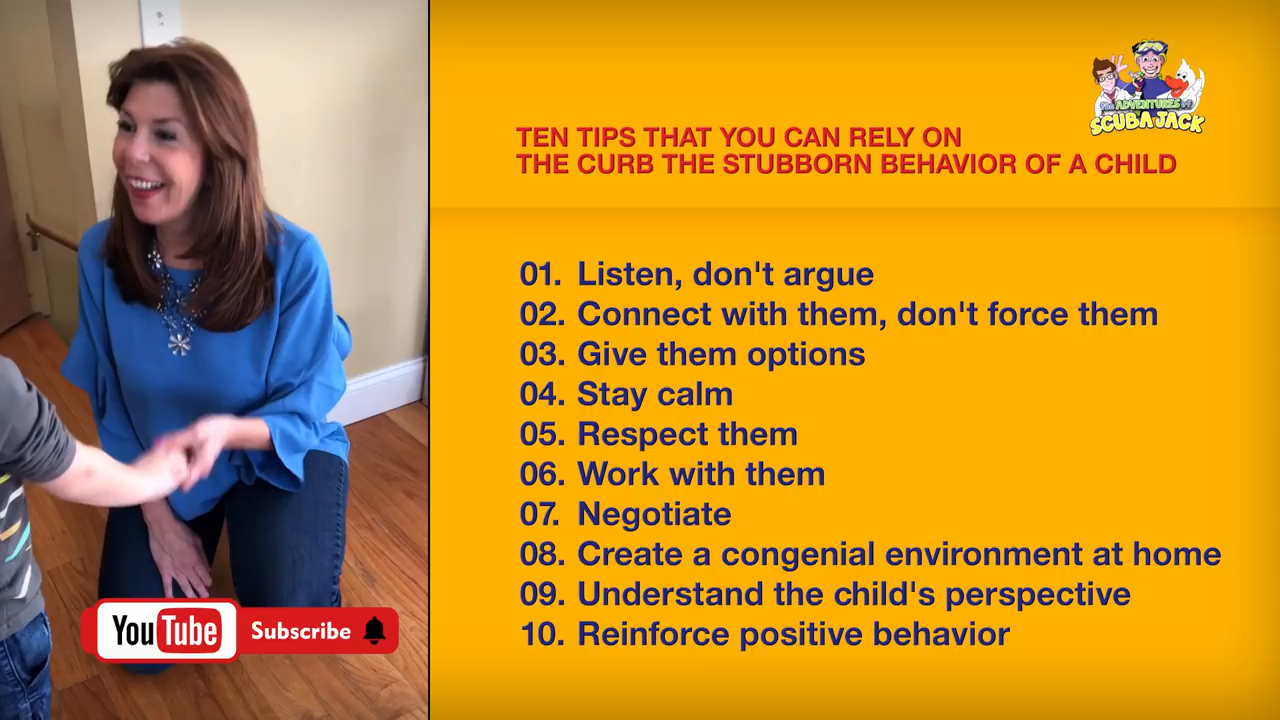 THE ADVENTURES OF
SCUBA JACK
TEN TIPS THAT YOU CAN RELY ON
THE CURB THE STUBBORN BEHAVIOR OF A CHILD
01. Listen, don't argue
02. Connect with them, don't force them
03. Give them options
04. Stay calm
05. Respect them
06. Work with them
07. Negotiate
08. Create a congenial environment at home
09. Understand the child's perspective
10. Reinforce positive behavior
YouTube Subscribe